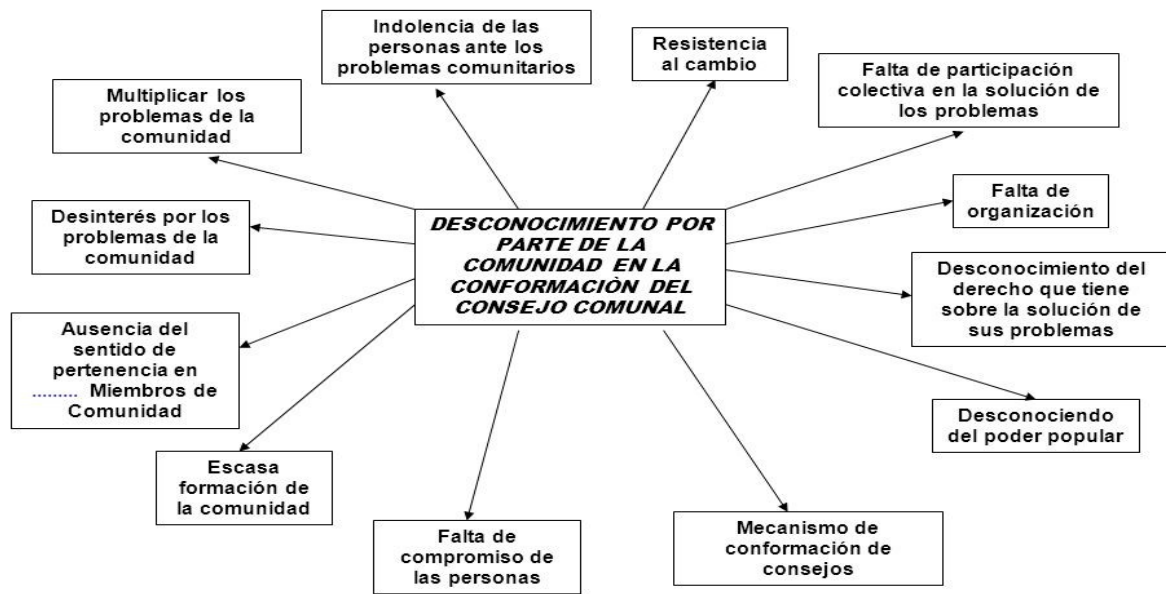 Indolencia de las
personas ante los
problemas comunitarios
Resistencia
al cambio
Falta de participación
colectiva en la solución de
los problemas
Multiplicar los
problemas de la
comunidad
Falta de
organización
Desinterés por los
problemas de la
comunidad
DESCONOCIMIENTO POR
PARTE DE LA
COMUNIDAD EN LA
CONFORMACIÒN DEL
CONSEJO COMUNAL
Desconocimiento del
derecho que tiene
sobre la solución de
sus problemas
Ausencia del
sentido de
pertenencia en
......... Miembros de
Comunidad
Desconociendo
del poder popular
Escasa
formación de
la comunidad
Falta de
compromiso de
las personas
Mecanismo de
conformación de
consejos